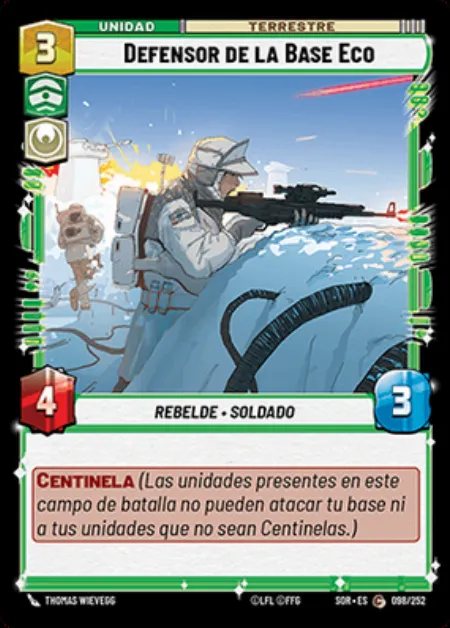 UNIDAD
TERRESTRE
3
DEFENSOR DE LA BASE ECO
4
REBELDE • SOLDADO
3
CENTINELA (Las unidades presentes en este
campo de batalla no pueden atacar tu base ni
a tus unidades que no sean Centinelas.)
THOMAS WIEVEGG
©LFL ©FFG
SOR • ES
C
098/252